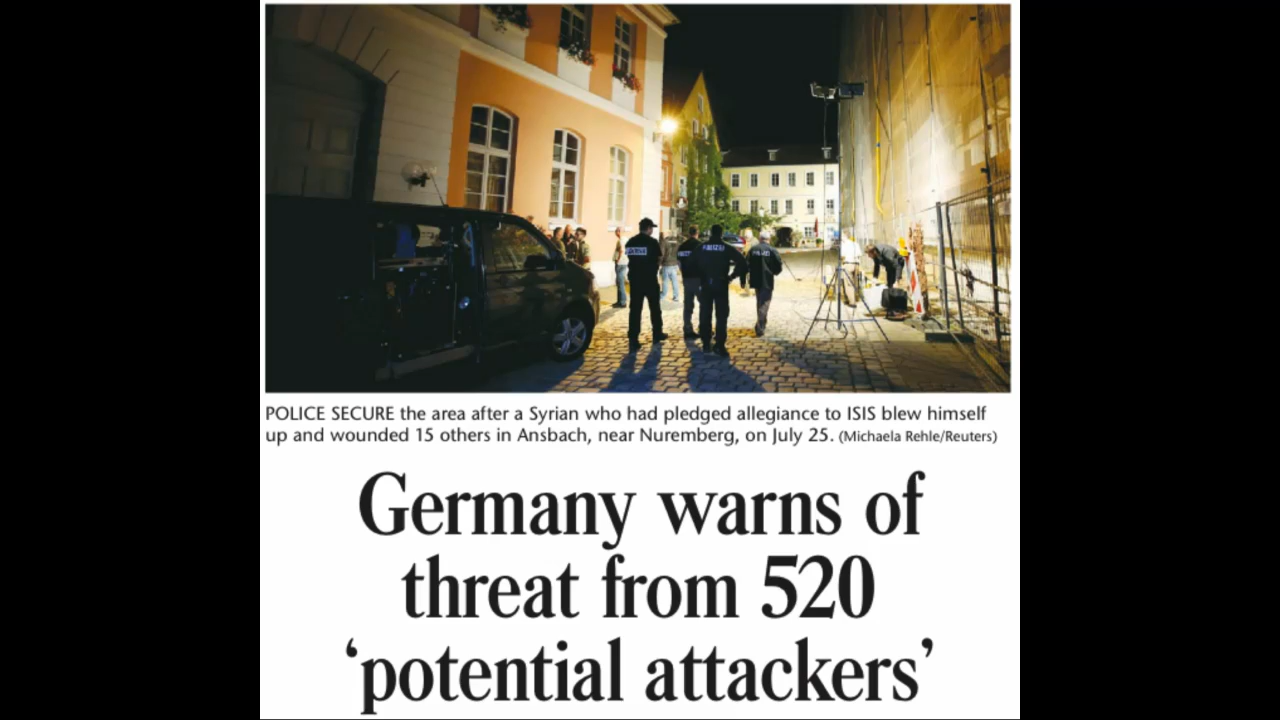 POLIZEI
POLICE SECURE the area after a Syrian who had pledged allegiance to ISIS blew himself
up and wounded 15 others in Ansbach, near Nuremberg, on July 25. (Michaela Rehle/Reuters)
Germany warns of
threat from 520
‘potential attackers’